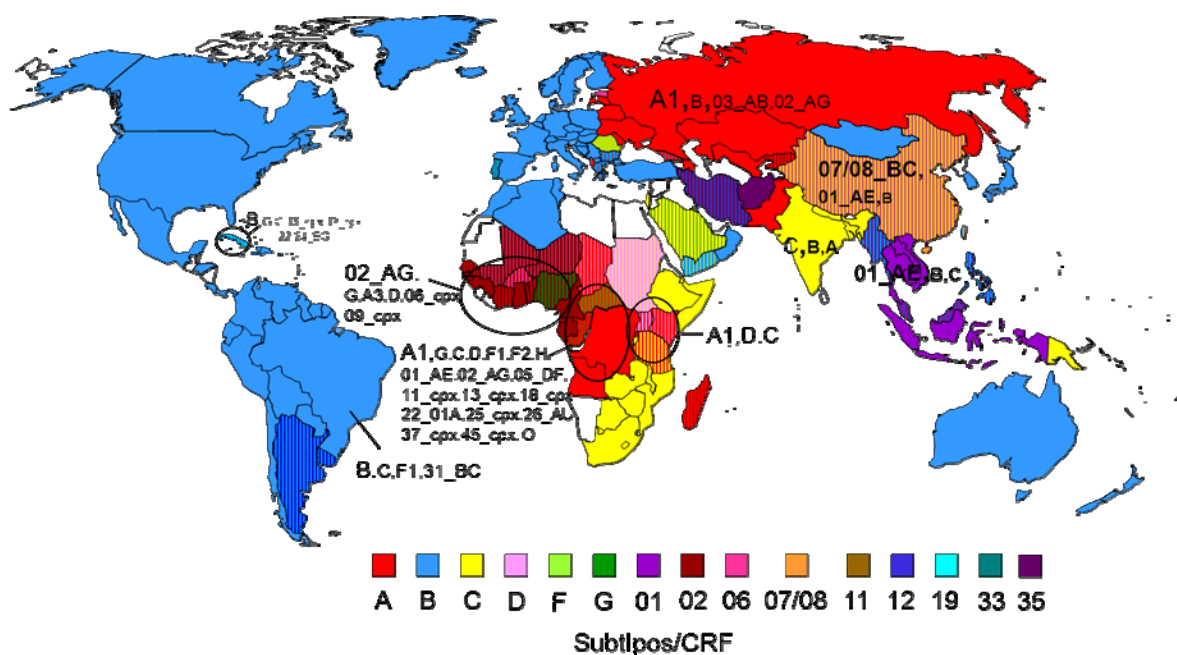 A1,B,03_AB,02_AG
07/08_BC,
01_AE,B
C,B,A
01_AE,B,C
B
02_AG.
G.A3.D.06_cpx
09_cpx
A1,D.C
A1,G.C.D.F1.F2.H.
01_AE.02_AG.05_DF.
11_cpx.13_cpx.18_cpx
22_01A.25_cpx.26_AU
37_cpx.45_cpx.O
B.C,F1,31_BC
A B C D F G 01 02 06 07/08 11 12 19 33 35
Subtipos/CRF